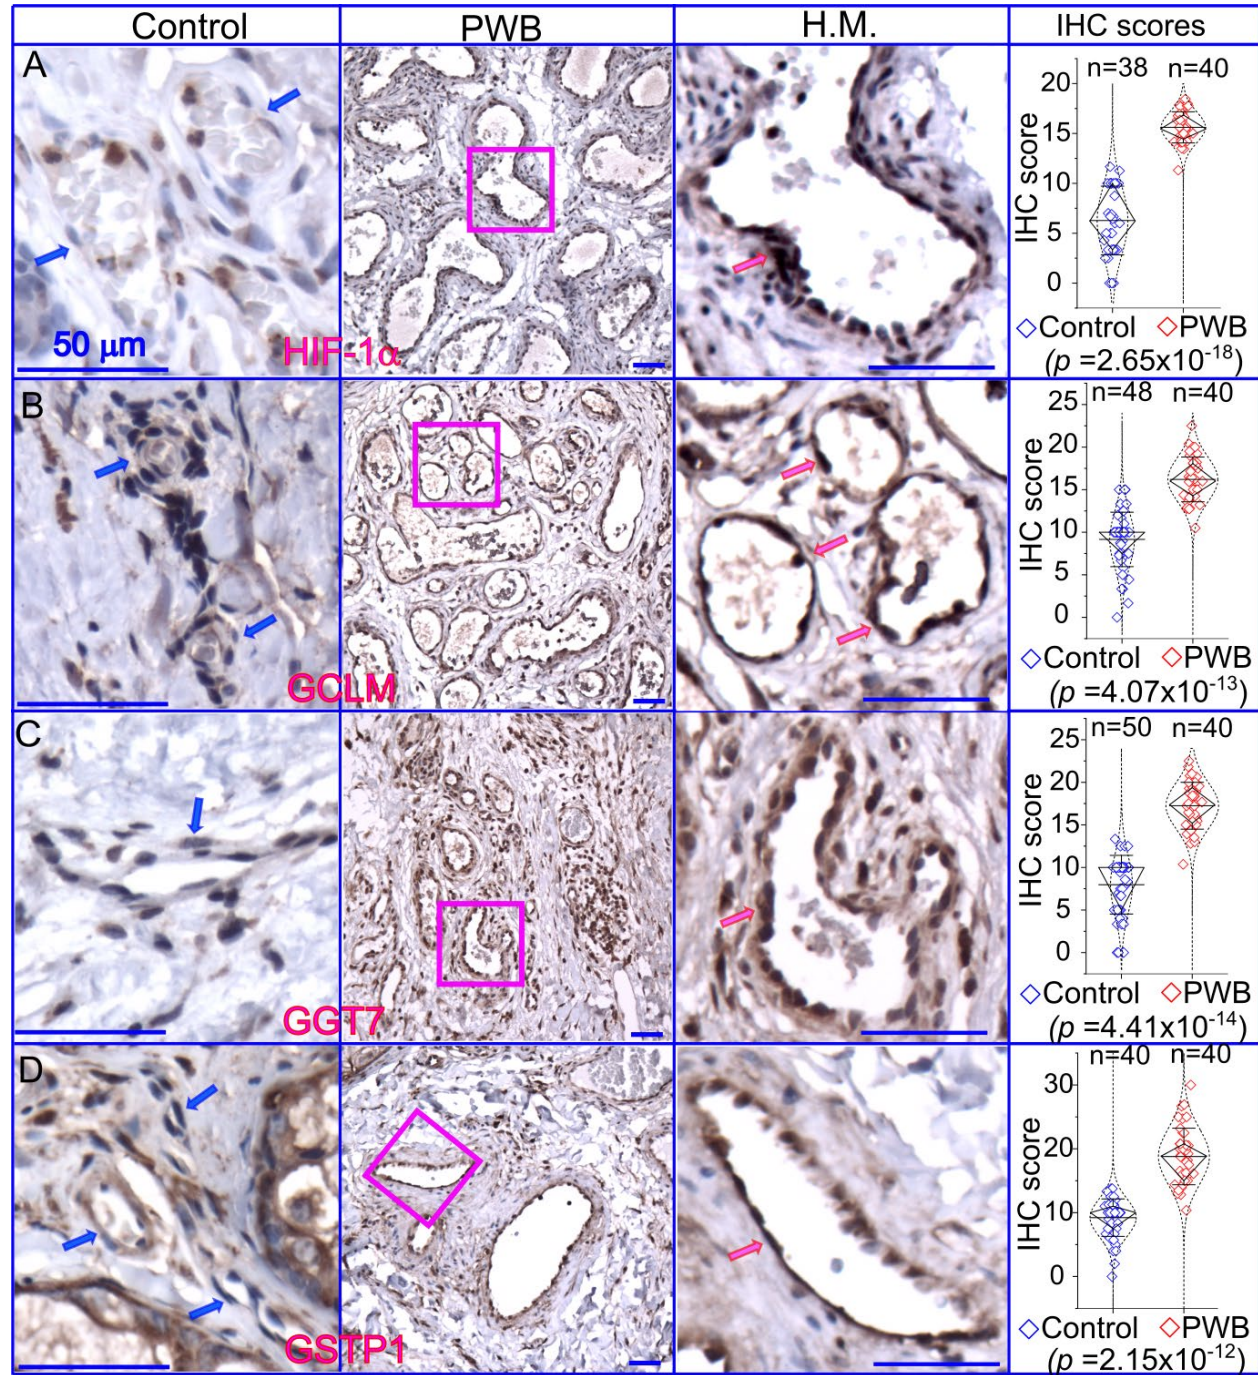 Control PWB H.M. IHC scores
A
50 µm
HIF-1α
n=38 n=40
20
15
10
5
0
IHC score
Control PWB
(p =2.65x10-18)
B
GCLM
n=48 n=40
25
20
15
10
5
0
IHC score
Control PWB
(p =4.07x10-13)
C
GGT7
n=50 n=40
25
20
15
10
5
0
IHC score
Control PWB
(p =4.41x10-14)
D
GSTP1
n=40 n=40
30
20
10
0
IHC score
Control PWB
(p =2.15x10-12)